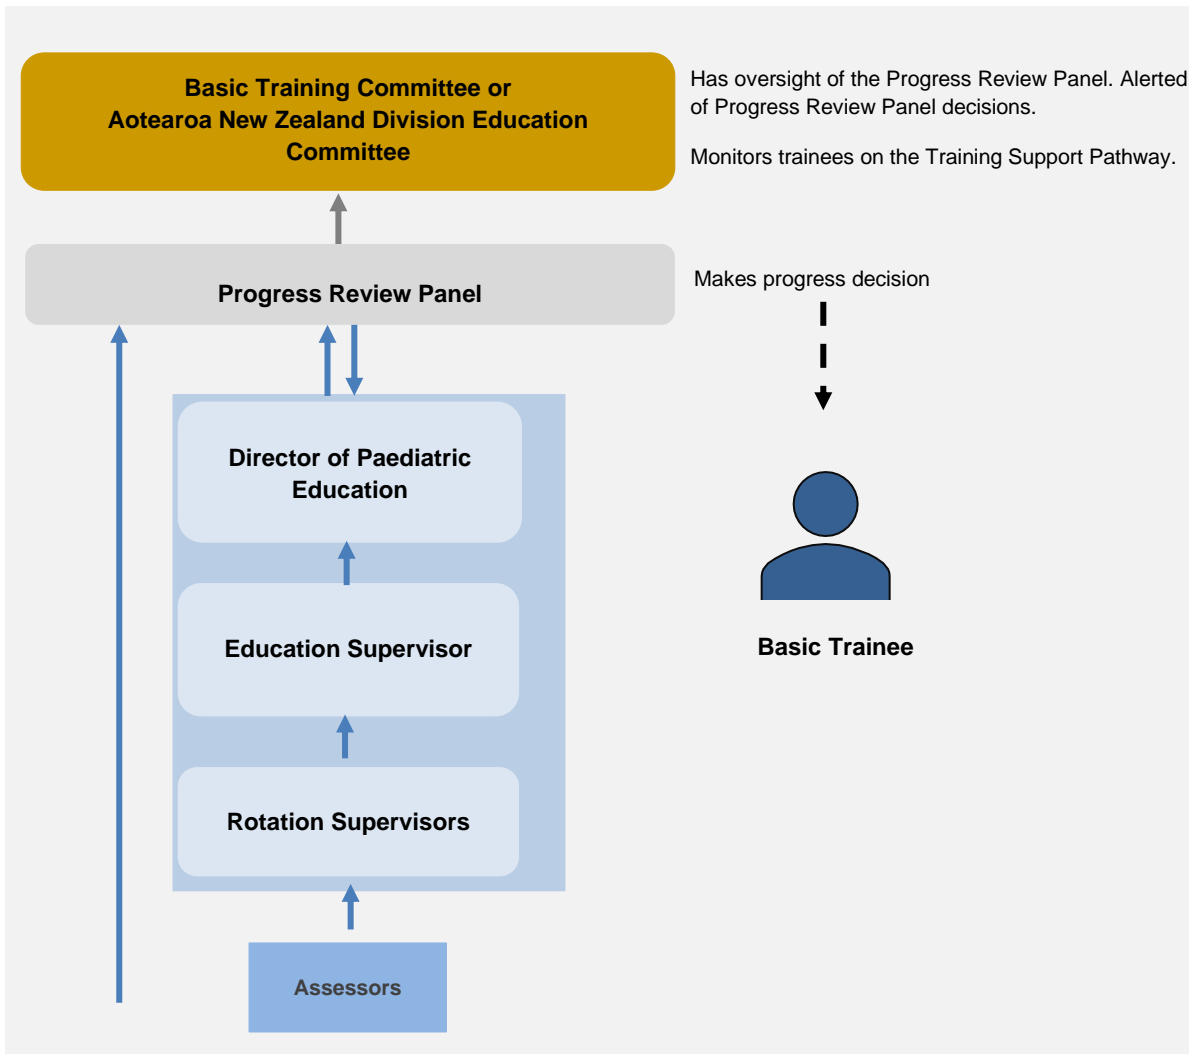 Basic Training Committee or
Aotearoa New Zealand Division Education
Committee
Has oversight of the Progress Review Panel. Alerted
of Progress Review Panel decisions.
Monitors trainees on the Training Support Pathway.
Progress Review Panel
Makes progress decision
Director of Paediatric
Education
Education Supervisor
Basic Trainee
Rotation Supervisors
Assessors